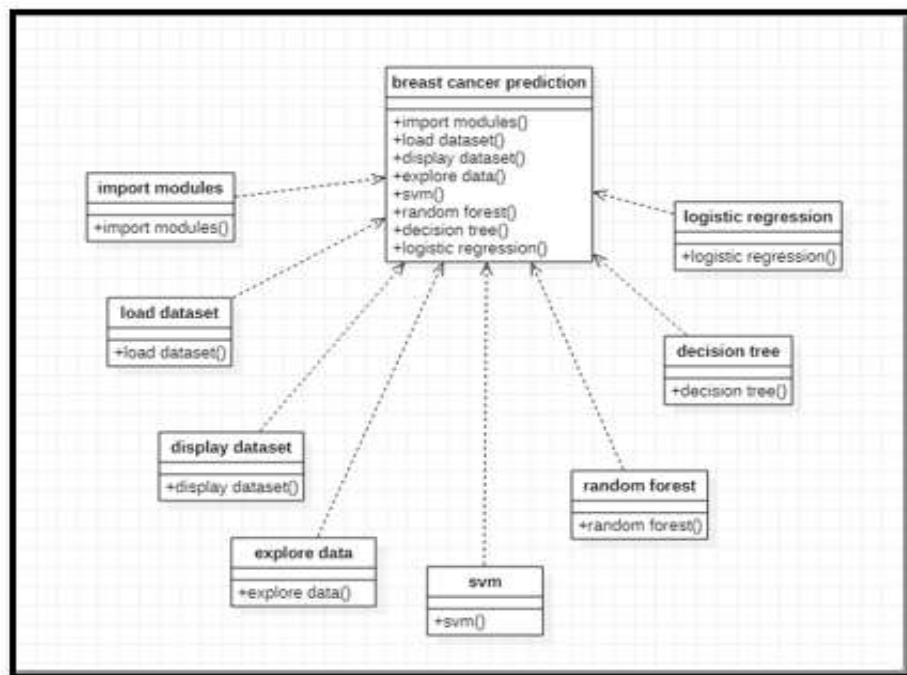 breast cancer prediction
+import modules()
+load dataset()
+display dataset()
+explore data()
+svm()
+random forest()
+decision tree()
+logistic regression()
import modules
+import modules()
logistic regression
+logistic regression()
load dataset
+load dataset()
decision tree
+decision tree()
display dataset
+display dataset()
random forest
+random forest()
explore data
+explore data()
svm
+svm()